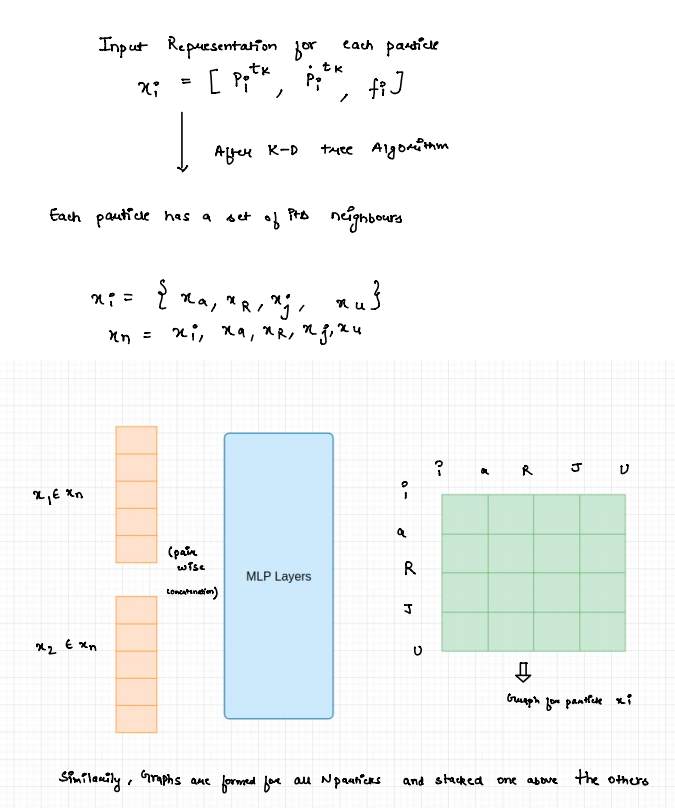 Input Representation for each particle
xi = [ Pi^tk, Ṗi^tk, fi ]
After K-D tree Algorithm
Each particle has a set of its neighbours
xi = { xa, xR, xj, xu }
xn = xi, xa, xR, xj, xu
i a R J U
x1 ∈ xn
i
a
(pair
wise
concatenation)
MLP Layers
R
J
x2 ∈ xn
U
Graph for particle xi
Similarily, Graphs are formed for all N particles and stacked one above the others